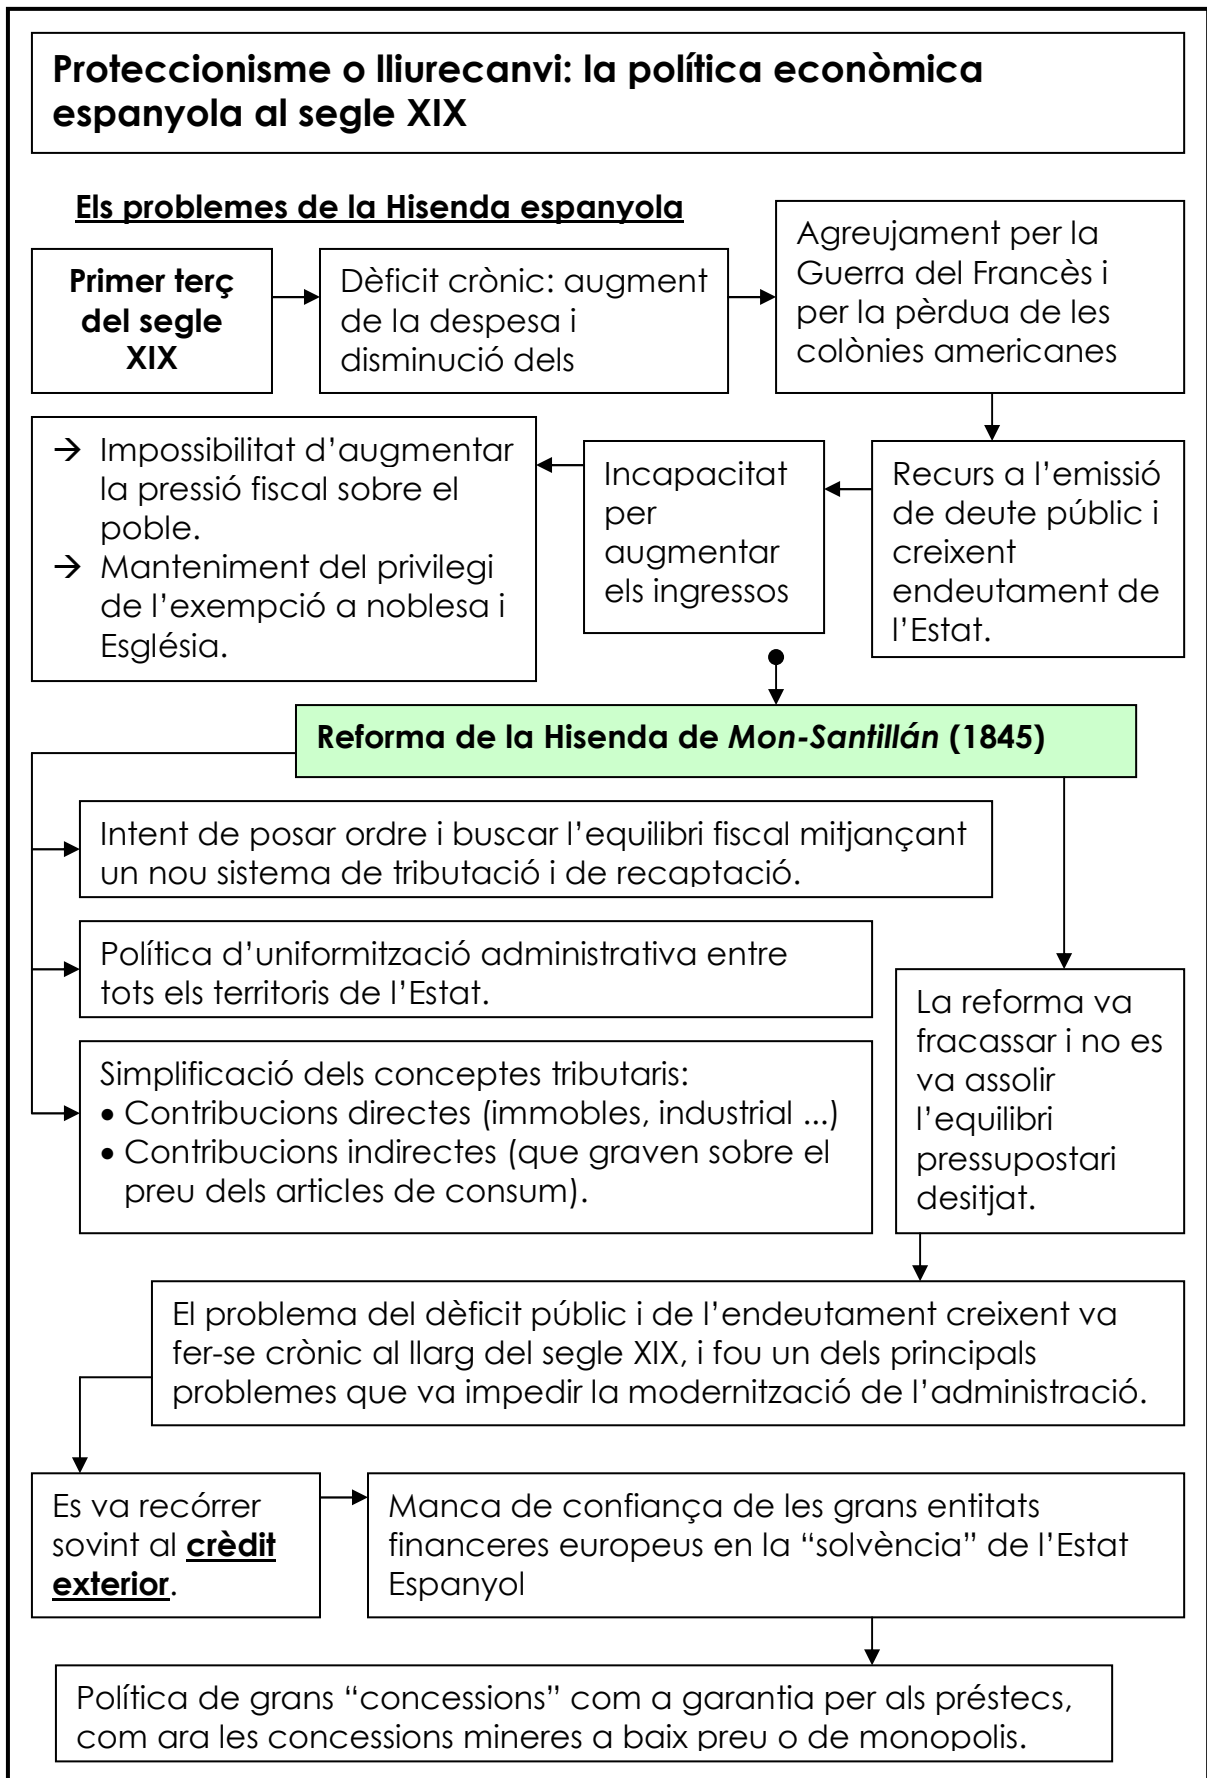 Proteccionisme o lliurecanvi: la política econòmica
espanyola al segle XIX
Els problemes de la Hisenda espanyola
Primer terç
del segle
XIX
Dèficit crònic: augment
de la despesa i
disminució dels
Agreujament per la
Guerra del Francès i
per la pèrdua de les
colònies americanes
Recurs a l’emissió
de deute públic i
creixent
endeutament de
l’Estat.
Incapacitat
per
augmentar
els ingressos
→ Impossibilitat d’augmentar
la pressió fiscal sobre el
poble.
→ Manteniment del privilegi
de l’exempció a noblesa i
Església.
Reforma de la Hisenda de Mon-Santillán (1845)
Intent de posar ordre i buscar l’equilibri fiscal mitjançant
un nou sistema de tributació i de recaptació.
Política d’uniformització administrativa entre
tots els territoris de l’Estat.
Simplificació dels conceptes tributaris:
• Contribucions directes (immobles, industrial ...)
• Contribucions indirectes (que graven sobre el
preu dels articles de consum).
La reforma va
fracassar i no es
va assolir
l’equilibri
pressupostari
desitjat.
El problema del dèficit públic i de l’endeutament creixent va
fer-se crònic al llarg del segle XIX, i fou un dels principals
problemes que va impedir la modernització de l’administració.
Es va recórrer
sovint al crèdit
exterior.
Manca de confiança de les grans entitats
financeres europeus en la “solvència” de l’Estat
Espanyol
Política de grans “concessions” com a garantia per als préstecs,
com ara les concessions mineres a baix preu o de monopolis.